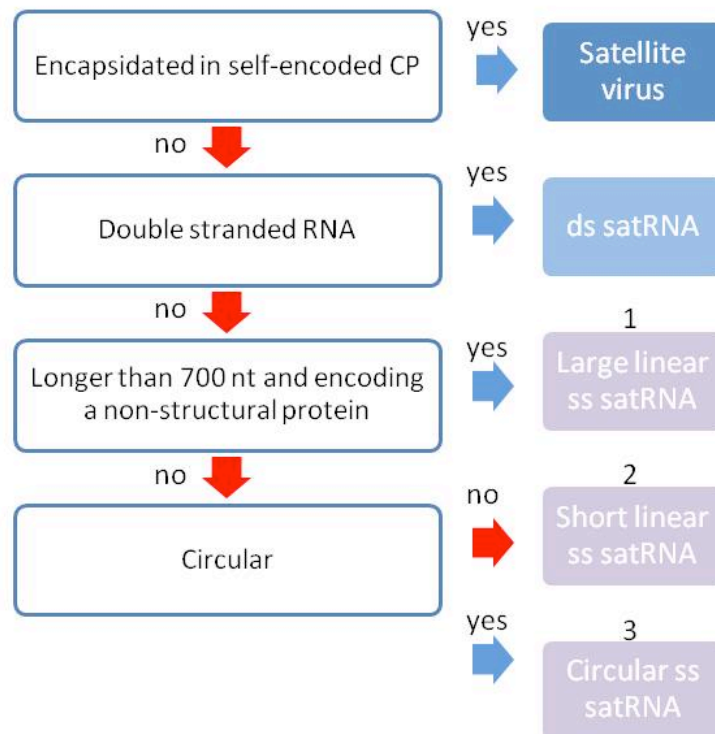 Encapsidated in self-encoded CP
yes
Satellite
virus
no
Double stranded RNA
yes
ds satRNA
no
Longer than 700 nt and encoding
a non-structural protein
yes
1
Large linear
ss satRNA
no
Circular
no
2
Short linear
ss satRNA
yes
3
Circular ss
satRNA